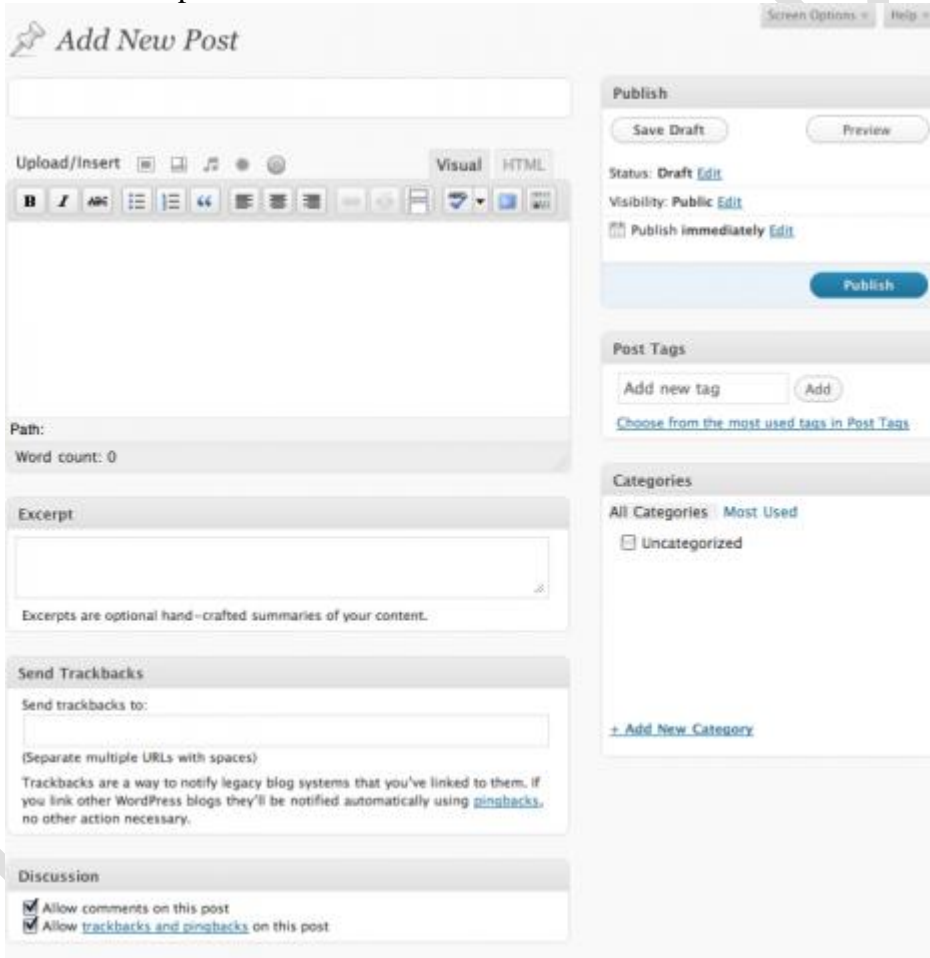 Screen Options
Help
Add New Post
Upload/Insert
Visual
HTML
B I ABC
Path:
Word count: 0
Excerpt
Excerpts are optional hand-crafted summaries of your content.
Send Trackbacks
Send trackbacks to:
(Separate multiple URLs with spaces)
Trackbacks are a way to notify legacy blog systems that you've linked to them. If
you link other WordPress blogs they'll be notified automatically using pingbacks,
no other action necessary.
Discussion
Allow comments on this post
Allow trackbacks and pingbacks on this post
Publish
Save Draft
Preview
Status: Draft Edit
Visibility: Public Edit
Publish immediately Edit
Publish
Post Tags
Add new tag
Add
Choose from the most used tags in Post Tags
Categories
All Categories Most Used
Uncategorized
+ Add New Category